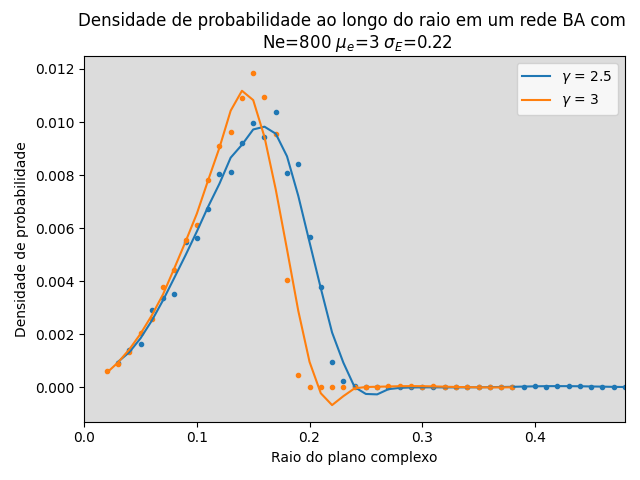 Densidade de probabilidade ao longo do raio em um rede BA com
Ne=800 μₑ=3 σ_E=0.22
γ = 2.5
γ = 3
Densidade de probabilidade
0.012
0.010
0.008
0.006
0.004
0.002
0.000
0.0 0.1 0.2 0.3 0.4
Raio do plano complexo